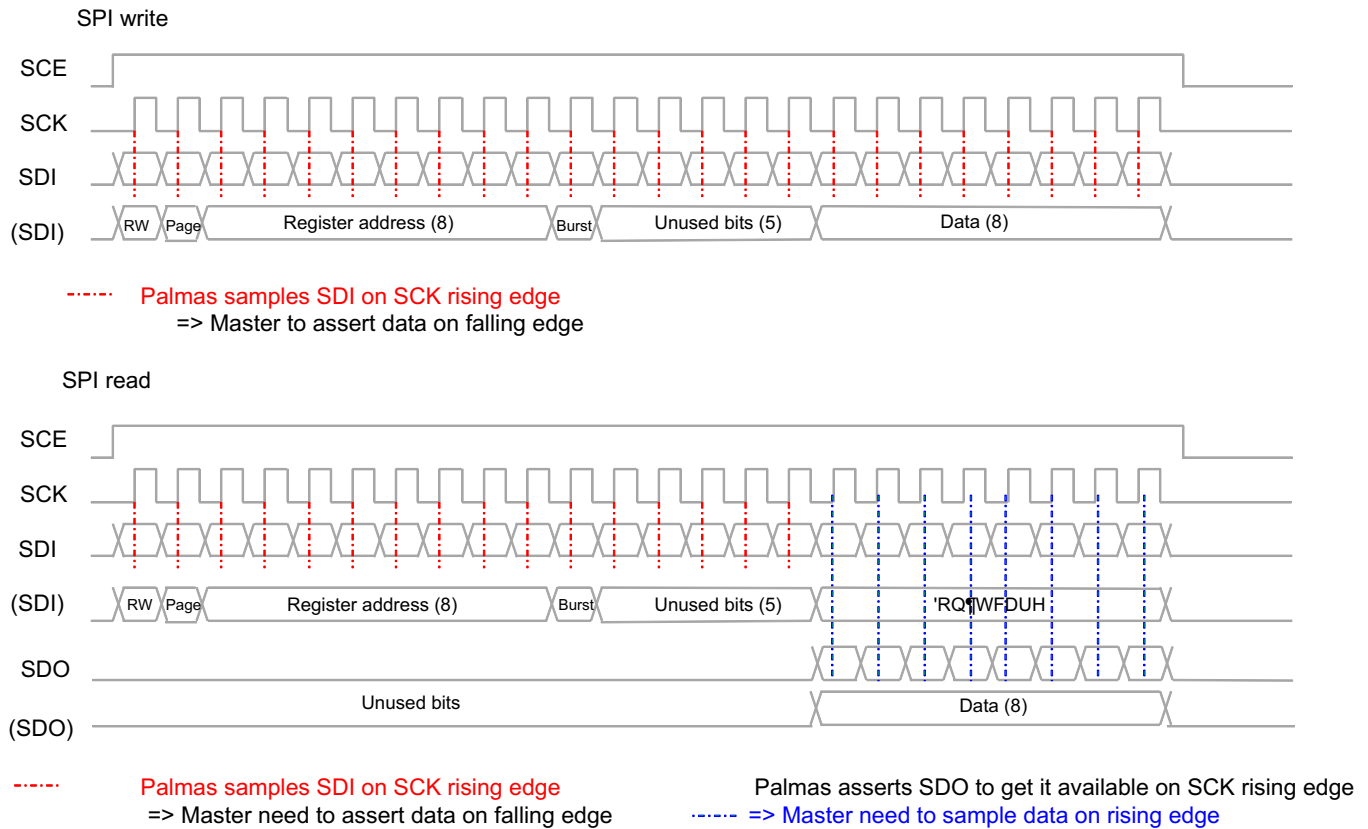 SPI write
SCE
SCK
SDI
(SDI) RW Page Register address (8) Burst Unused bits (5) Data (8)
Palmas samples SDI on SCK rising edge
=> Master to assert data on falling edge
SPI read
SCE
SCK
SDI
(SDI) RW Page Register address (8) Burst Unused bits (5) 'RQ¶WFDUH
SDO
(SDO) Unused bits Data (8)
Palmas samples SDI on SCK rising edge
=> Master need to assert data on falling edge
Palmas asserts SDO to get it available on SCK rising edge
=> Master need to sample data on rising edge